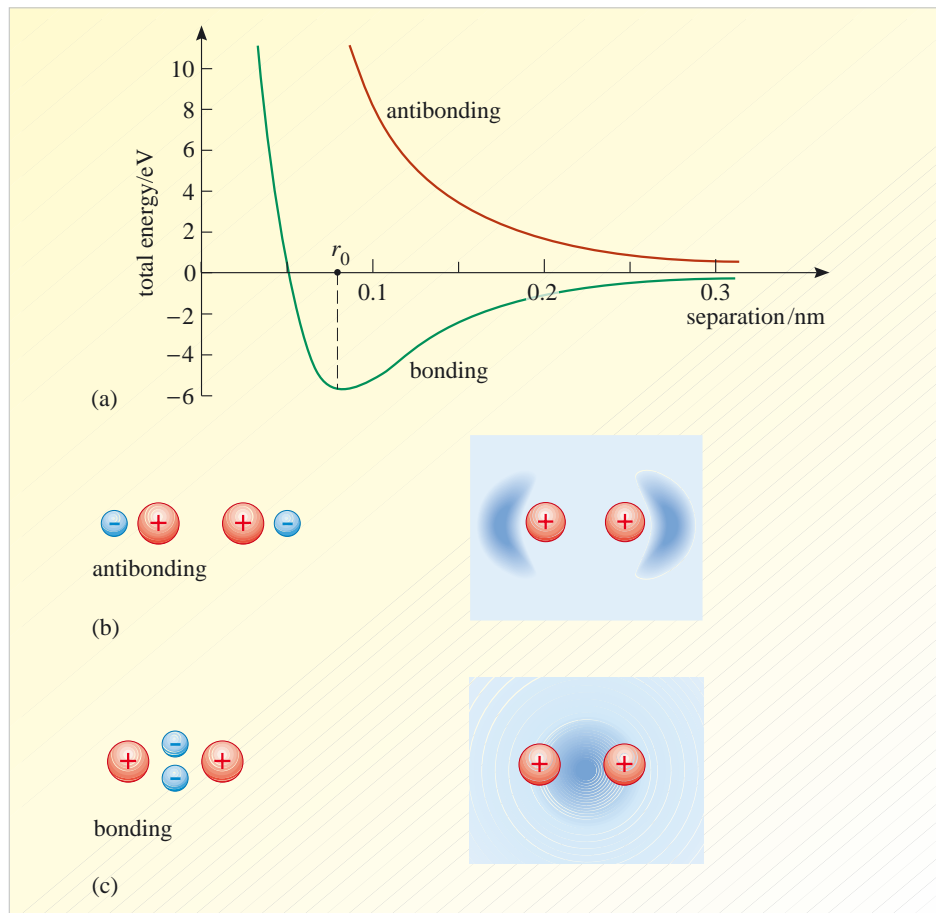 10
8
6
4
2
0
−2
−4
−6
total energy/eV
antibonding
r0
0.1
0.2
0.3
separation/nm
bonding
(a)
− + + −
+ +
antibonding
(b)
+ − − +
+ +
bonding
(c)